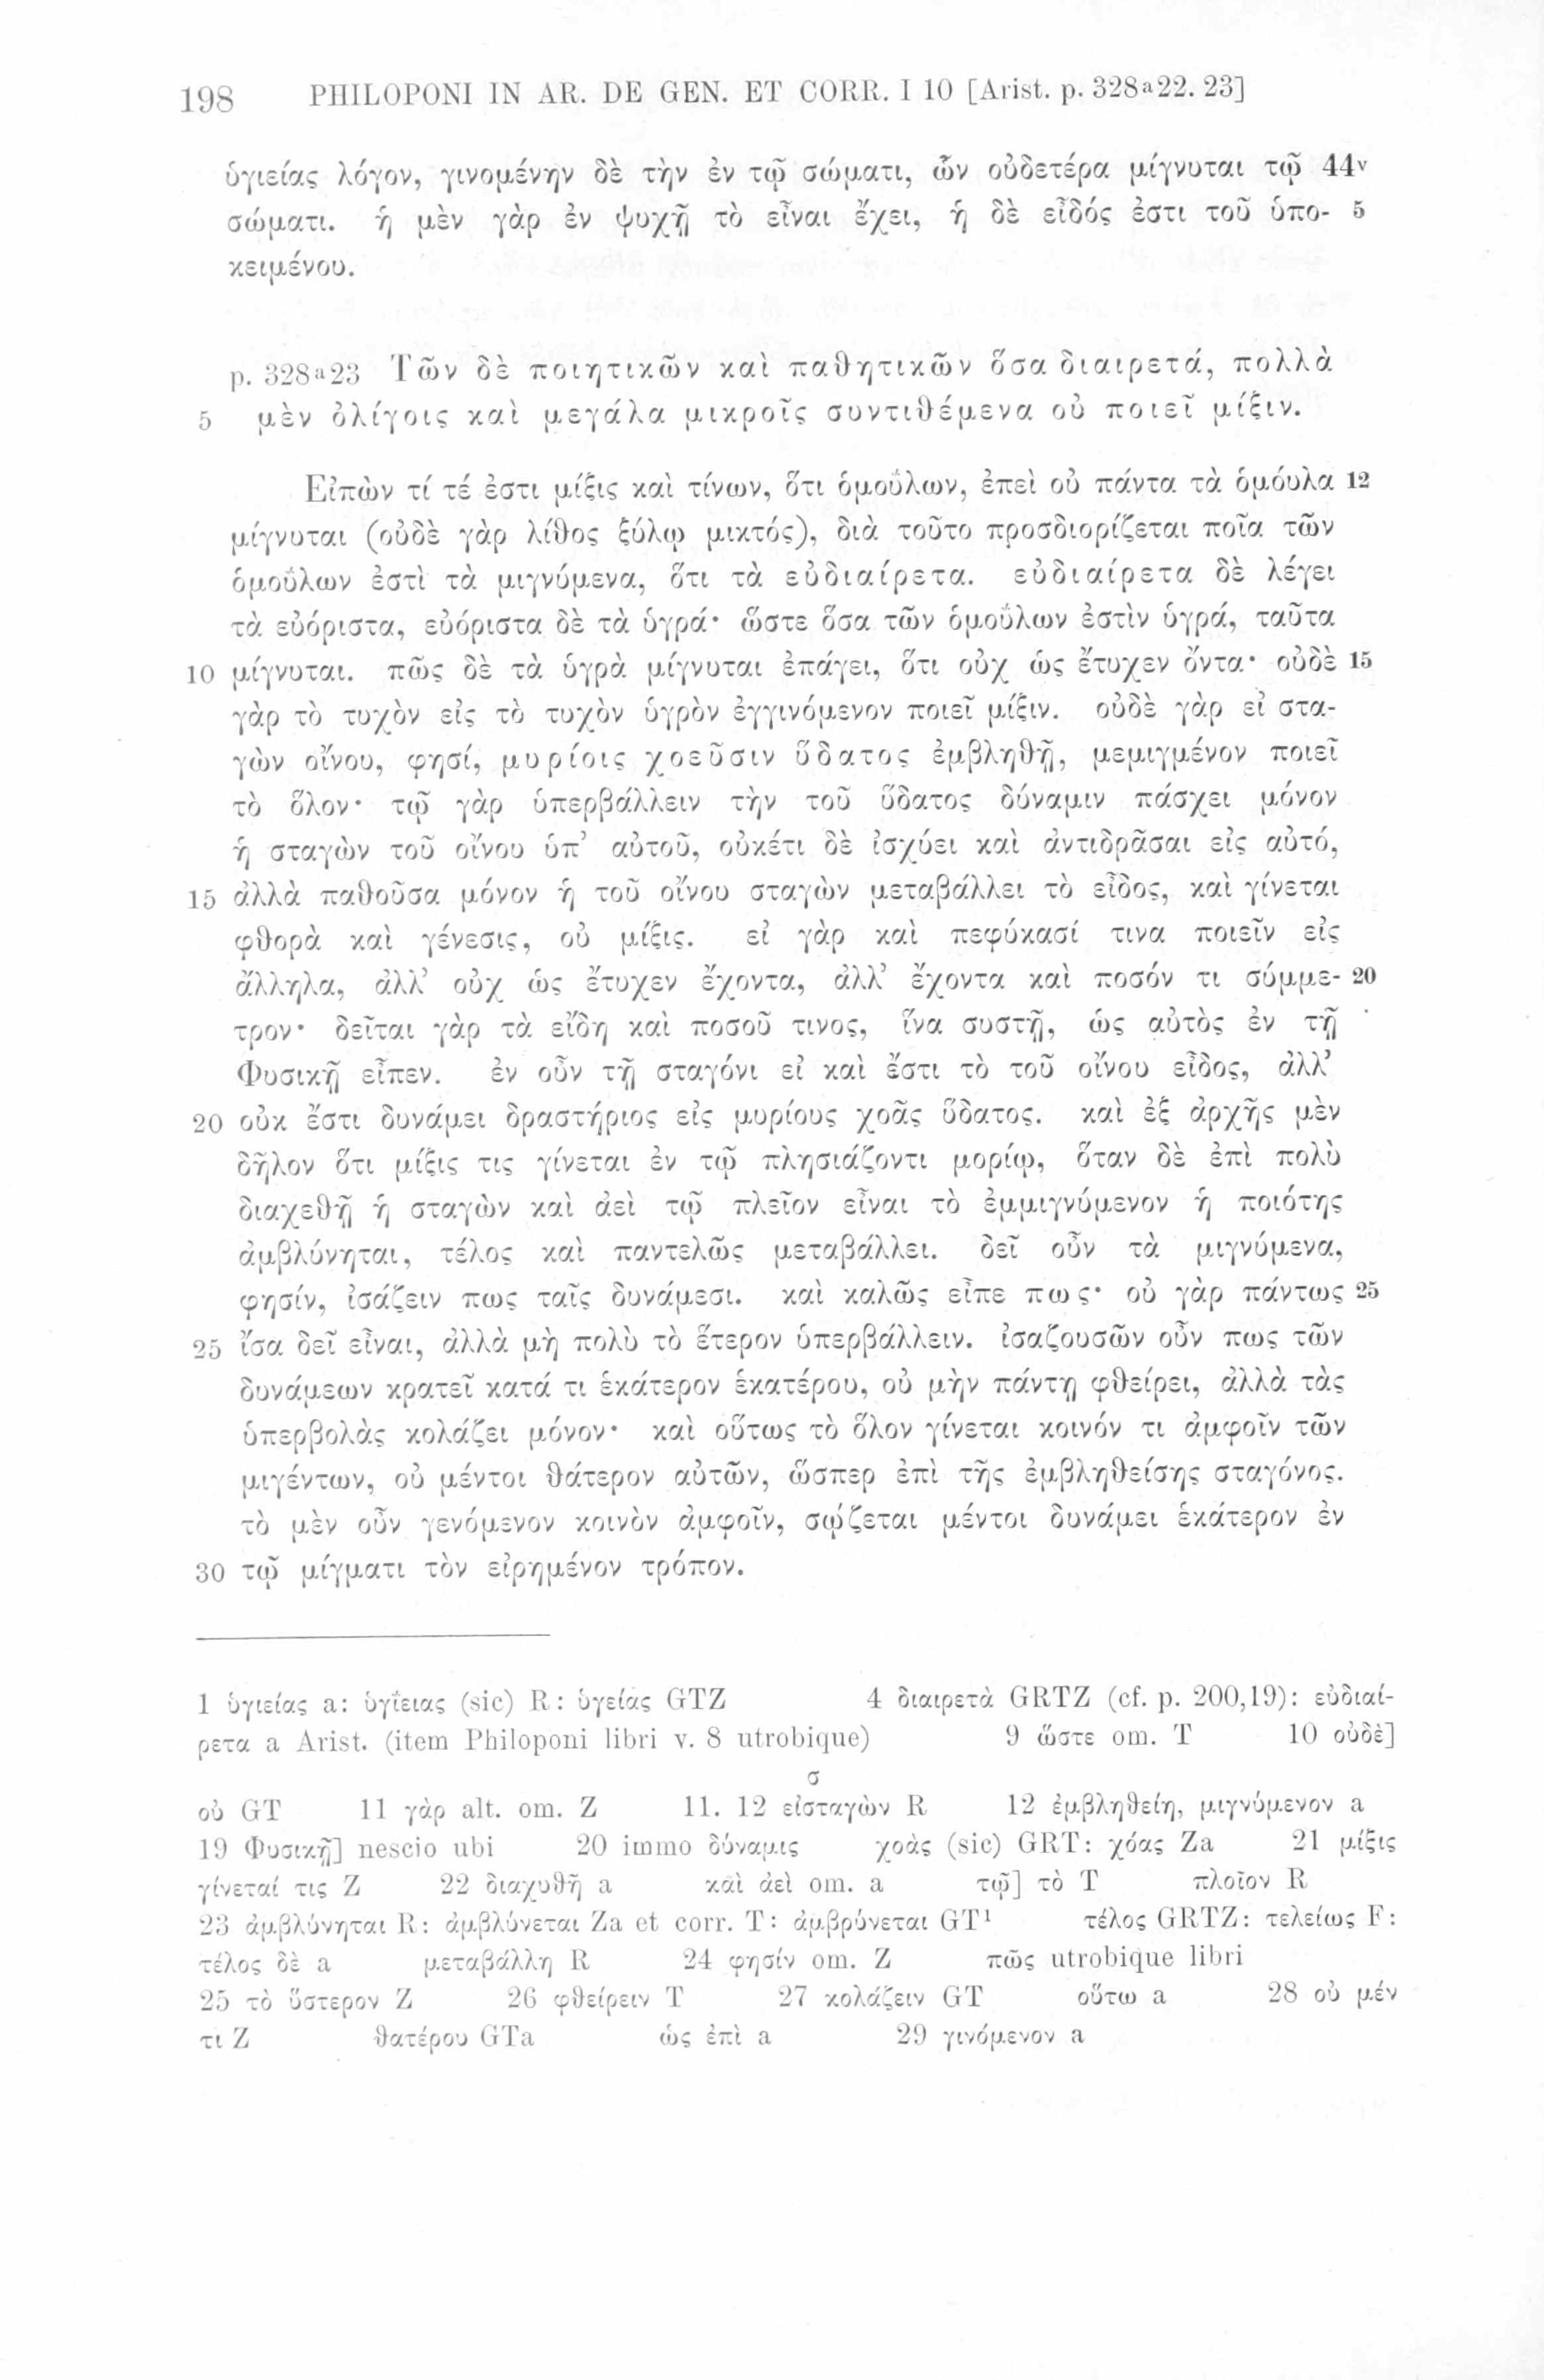 198 PHILOPONI IN AR. DE GEN. ET CORR. I 10 [Arist. p. 328ª22. 23]
ὑγιείας λόγον, γινομένην δὲ τὴν ἐν τῷ σώματι, ὧν οὐδετέρα μίγνυται τῷ 44ᵛ
σώματι. ἡ μὲν γὰρ ἐν ψυχῇ τὸ εἶναι ἔχει, ἡ δὲ εἶδός ἐστι τοῦ ὑπο- 5
κειμένου.
p. 328ª23 Τῶν δὲ ποιητικῶν καὶ παθητικῶν ὅσα διαιρετά, πολλὰ
5 μὲν ὀλίγοις καὶ μεγάλα μικροῖς συντιθέμενα οὐ ποιεῖ μίξιν.
Εἰπὼν τί τέ ἐστι μίξις καὶ τίνων, ὅτι ὁμοΰλων, ἐπεὶ οὐ πάντα τὰ ὁμόυλα 12
μίγνυται (οὐδὲ γὰρ λίθος ξύλῳ μικτός), διὰ τοῦτο προσδιορίζεται ποῖα τῶν
ὁμοΰλων ἐστὶ τὰ μιγνύμενα, ὅτι τὰ εὐδιαίρετα. εὐδιαίρετα δὲ λέγει
τὰ εὐόριστα, εὐόριστα δὲ τὰ ὑγρά· ὥστε ὅσα τῶν ὁμοΰλων ἐστὶν ὑγρά, ταῦτα
10 μίγνυται. πῶς δὲ τὰ ὑγρὰ μίγνυται ἐπάγει, ὅτι οὐχ ὡς ἔτυχεν ὄντα· οὐδὲ 15
γὰρ τὸ τυχὸν εἰς τὸ τυχὸν ὑγρὸν ἐγγινόμενον ποιεῖ μίξιν. οὐδὲ γὰρ εἰ στα-
γὼν οἴνου, φησί, μυρίοις χοεῦσιν ὕδατος ἐμβληθῇ, μεμιγμένον ποιεῖ
τὸ ὅλον· τῷ γὰρ ὑπερβάλλειν τὴν τοῦ ὕδατος δύναμιν πάσχει μόνον
ἡ σταγὼν τοῦ οἴνου ὑπ’ αὐτοῦ, οὐκέτι δὲ ἰσχύει καὶ ἀντιδρᾶσαι εἰς αὐτό,
15 ἀλλὰ παθοῦσα μόνον ἡ τοῦ οἴνου σταγὼν μεταβάλλει τὸ εἶδος, καὶ γίνεται
φθορὰ καὶ γένεσις, οὐ μίξις. εἰ γὰρ καὶ πεφύκασί τινα ποιεῖν εἰς
ἄλληλα, ἀλλ’ οὐχ ὡς ἔτυχεν ἔχοντα, ἀλλ’ ἔχοντα καὶ ποσόν τι σύμμε- 20
τρον· δεῖται γὰρ τὰ εἴδη καὶ ποσοῦ τινος, ἵνα συστῇ, ὡς αὐτὸς ἐν τῇ
Φυσικῇ εἶπεν. ἐν οὖν τῇ σταγόνι εἰ καὶ ἔστι τὸ τοῦ οἴνου εἶδος, ἀλλ’
20 οὐκ ἔστι δυνάμει δραστήριος εἰς μυρίους χοᾶς ὕδατος. καὶ ἐξ ἀρχῆς μὲν
δῆλον ὅτι μίξις τις γίνεται ἐν τῷ πλησιάζοντι μορίῳ, ὅταν δὲ ἐπὶ πολὺ
διαχεθῇ ἡ σταγὼν καὶ ἀεὶ τῷ πλεῖον εἶναι τὸ ἐμμιγνύμενον ἡ ποιότης
ἀμβλύνηται, τέλος καὶ παντελῶς μεταβάλλει. δεῖ οὖν τὰ μιγνύμενα,
φησίν, ἰσάζειν πως ταῖς δυνάμεσι. καὶ καλῶς εἶπε πως· οὐ γὰρ πάντως 25
25 ἴσα δεῖ εἶναι, ἀλλὰ μὴ πολὺ τὸ ἕτερον ὑπερβάλλειν. ἰσαζουσῶν οὖν πως τῶν
δυνάμεων κρατεῖ κατά τι ἑκάτερον ἑκατέρου, οὐ μὴν πάντῃ φθείρει, ἀλλὰ τὰς
ὑπερβολὰς κολάζει μόνον· καὶ οὕτως τὸ ὅλον γίνεται κοινόν τι ἀμφοῖν τῶν
μιγέντων, οὐ μέντοι θάτερον αὐτῶν, ὥσπερ ἐπὶ τῆς ἐμβληθείσης σταγόνος.
τὸ μὲν οὖν γενόμενον κοινὸν ἀμφοῖν, σῴζεται μέντοι δυνάμει ἑκάτερον ἐν
30 τῷ μίγματι τὸν εἰρημένον τρόπον.
1 ὑγιείας a: ὑγΐειας (sic) R: ὑγείας GTZ 4 διαιρετὰ GRTZ (cf. p. 200,19): εὐδιαί-
ρετα a Arist. (item Philoponi libri v. 8 utrobique) 9 ὥστε om. T 10 οὐδὲ]
σ
οὐ GT 11 γὰρ alt. om. Z 11. 12 εἰσταγὼν R 12 ἐμβληθείη, μιγνύμενον a
19 Φυσικῇ] nescio ubi 20 immo δύναμις χοὰς (sic) GRT: χόας Za 21 μίξις
γίνεταί τις Z 22 διαχυθῇ a καὶ ἀεὶ om. a τῷ] τὸ T πλοῖον R
23 ἀμβλύνηται R: ἀμβλύνεται Za et corr. T: ἀμβρύνεται GT¹ τέλος GRTZ: τελείως F:
τέλος δὲ a μεταβάλλῃ R 24 φησίν om. Z πῶς utrobique libri
25 τὸ ὕστερον Z 26 φθείρειν T 27 κολάζειν GT οὕτω a 28 οὐ μέν
τι Z θατέρου GTa ὡς ἐπὶ a 29 γινόμενον a